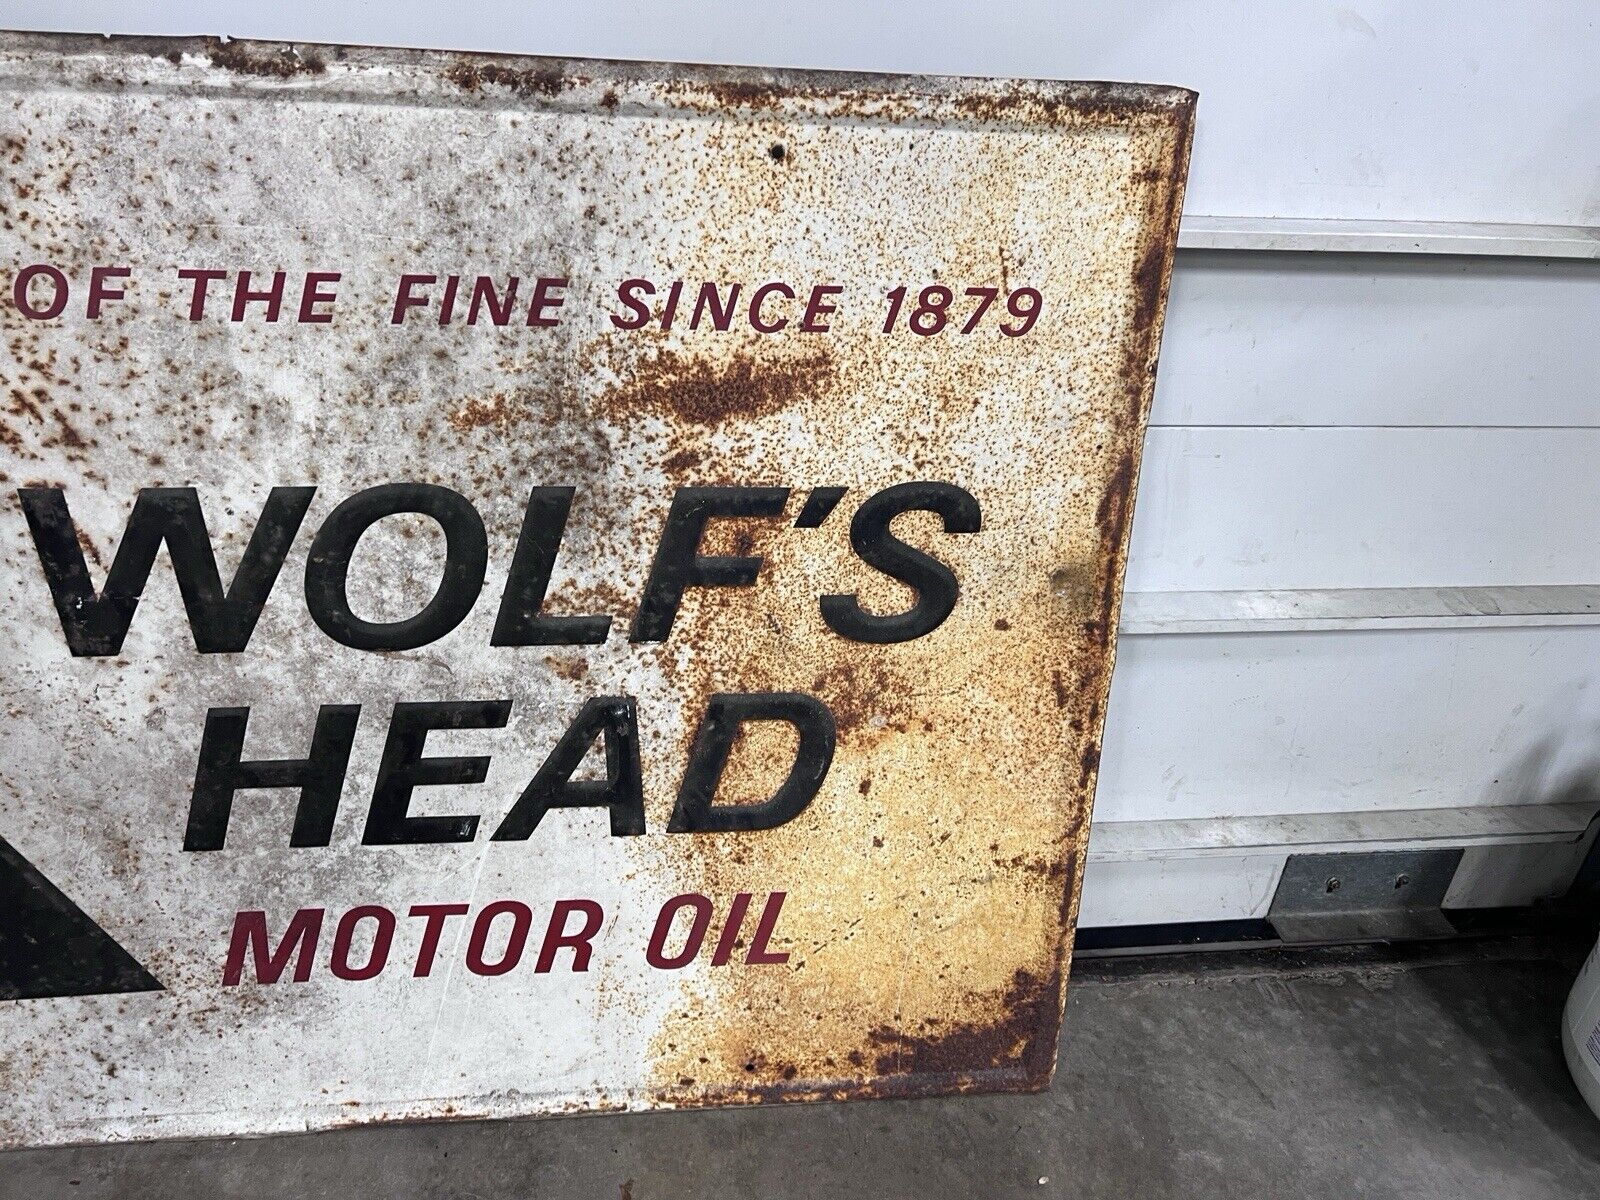 OF THE FINE SINCE 1879
WOLF'S
HEAD
MOTOR OIL